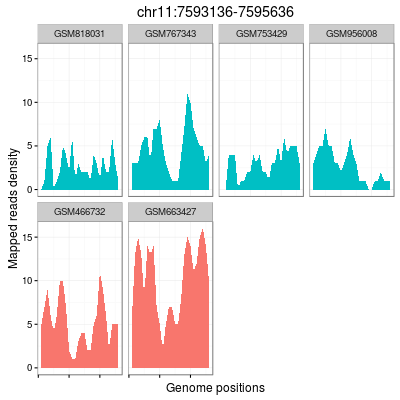 chr11:7593136-7595636
GSM818031 GSM767343 GSM753429 GSM956008
15
10
5
0
Mapped reads density
GSM466732 GSM663427
15
10
5
0
Genome positions